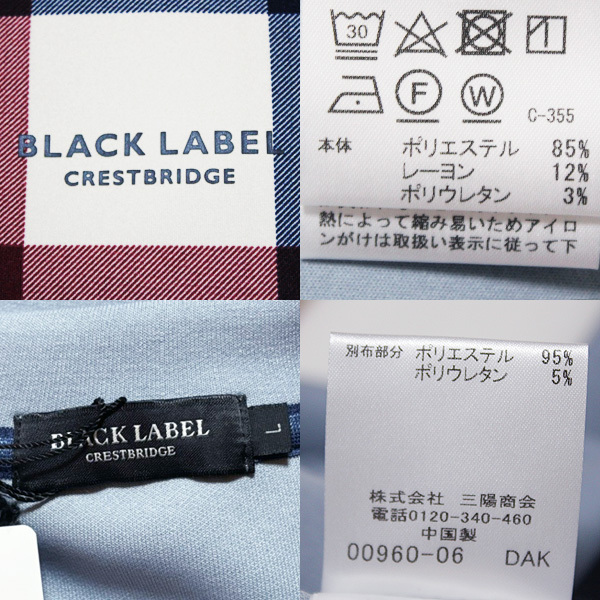 BLACK LABEL
CRESTBRIDGE
30
F
W
C-355
本体 ポリエステル 85%
レーヨン 12%
ポリウレタン 3%
熱によって縮み易いためアイロ
ンがけは取扱い表示に従って下
BLACK LABEL
CRESTBRIDGE
L
別布部分 ポリエステル 95%
ポリウレタン 5%
株式会社 三陽商会
電話0120-340-460
中国製
00960-06 DAK